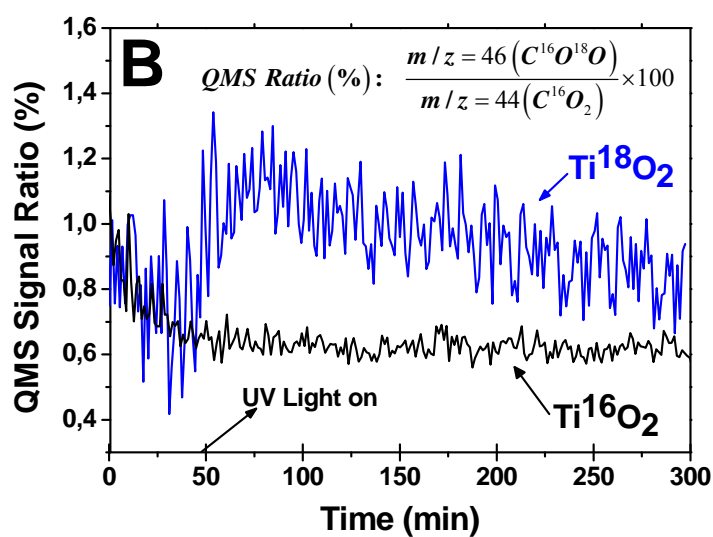 1,6
B
QMS Ratio (%): m / z = 46 (C¹⁶O¹⁸O)
m / z = 44 (C¹⁶O₂) ×100
1,4
1,2
Ti¹⁸O2
1,0
0,8
0,6
0,4
UV Light on
Ti¹⁶O2
QMS Signal Ratio (%)
0 50 100 150 200 250 300
Time (min)